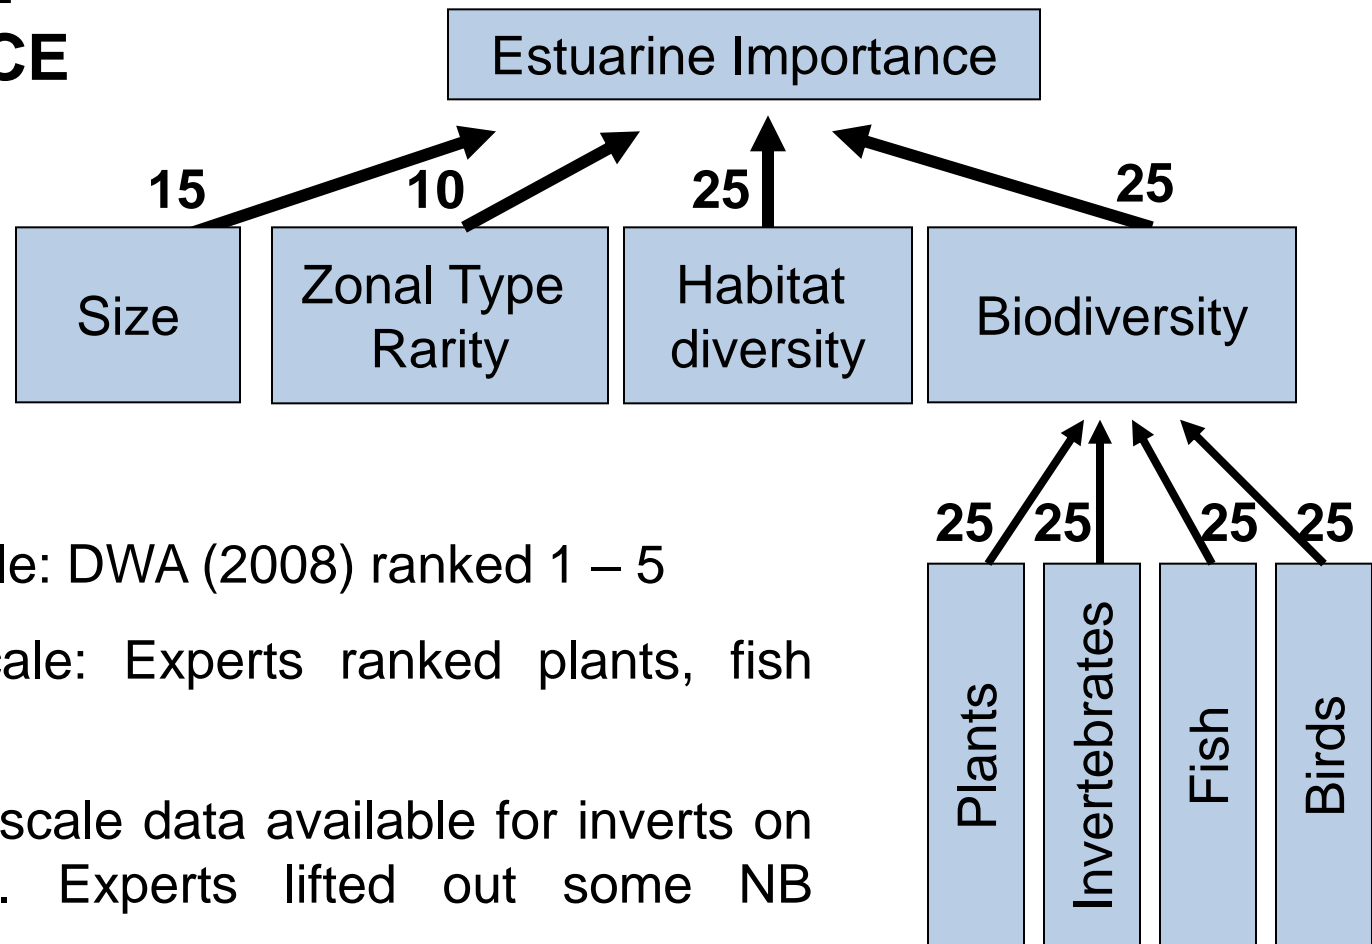 CE
Estuarine Importance
15
10
25
25
Size
Zonal Type
Rarity
Habitat
diversity
Biodiversity
25
25
25
25
le: DWA (2008) ranked 1 – 5
cale: Experts ranked plants, fish
scale data available for inverts on
. Experts lifted out some NB
Plants
Invertebrates
Fish
Birds